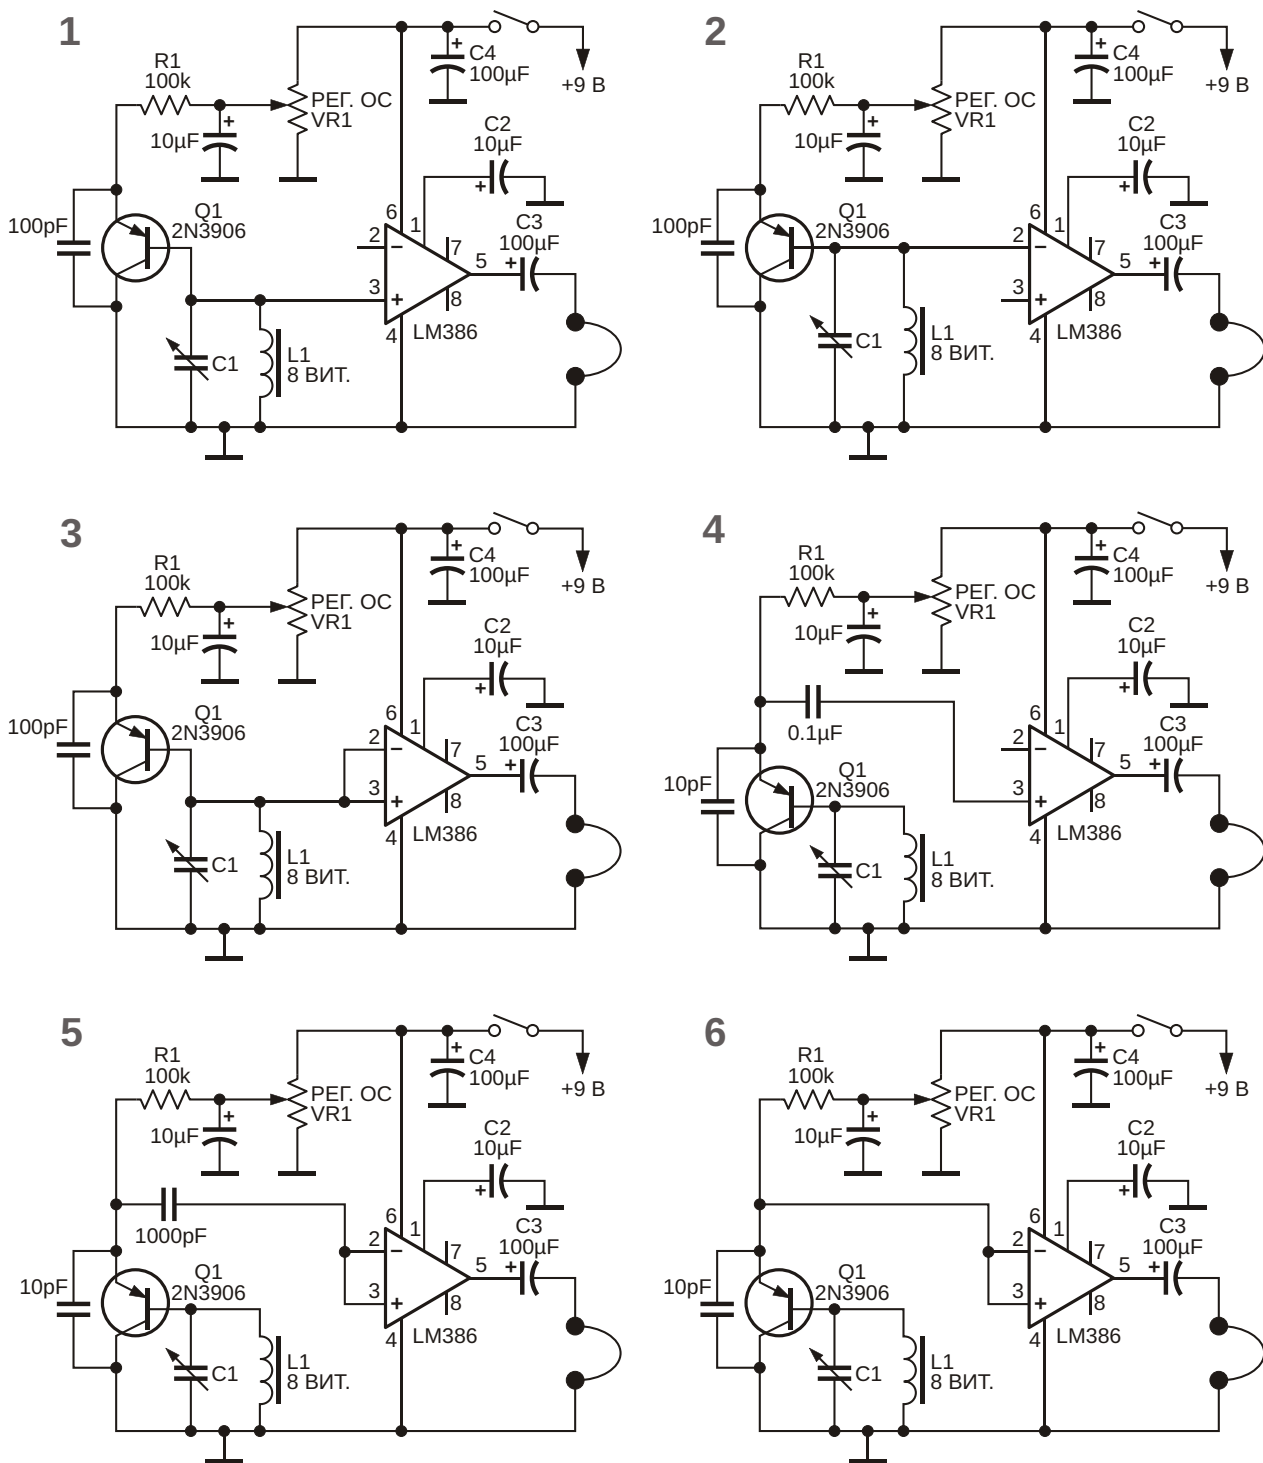 1
R1
100k
10µF
РЕГ. ОС
VR1
C4
100µF
+9 В
C2
10µF
100pF
Q1
2N3906
C1
L1
8 ВИТ.
6
1
2
7
3
8
4
5
LM386
C3
100µF
2
R1
100k
10µF
РЕГ. ОС
VR1
C4
100µF
+9 В
C2
10µF
100pF
Q1
2N3906
C1
L1
8 ВИТ.
6
1
2
7
3
8
4
5
LM386
C3
100µF
3
R1
100k
10µF
РЕГ. ОС
VR1
C4
100µF
+9 В
C2
10µF
100pF
Q1
2N3906
C1
L1
8 ВИТ.
6
1
2
7
3
8
4
5
LM386
C3
100µF
4
R1
100k
10µF
РЕГ. ОС
VR1
C4
100µF
+9 В
C2
10µF
0.1µF
10pF
Q1
2N3906
C1
L1
8 ВИТ.
6
1
2
7
3
8
4
5
LM386
C3
100µF
5
R1
100k
10µF
РЕГ. ОС
VR1
C4
100µF
+9 В
C2
10µF
1000pF
10pF
Q1
2N3906
C1
L1
8 ВИТ.
6
1
2
7
3
8
4
5
LM386
C3
100µF
6
R1
100k
10µF
РЕГ. ОС
VR1
C4
100µF
+9 В
C2
10µF
10pF
Q1
2N3906
C1
L1
8 ВИТ.
6
1
2
7
3
8
4
5
LM386
C3
100µF